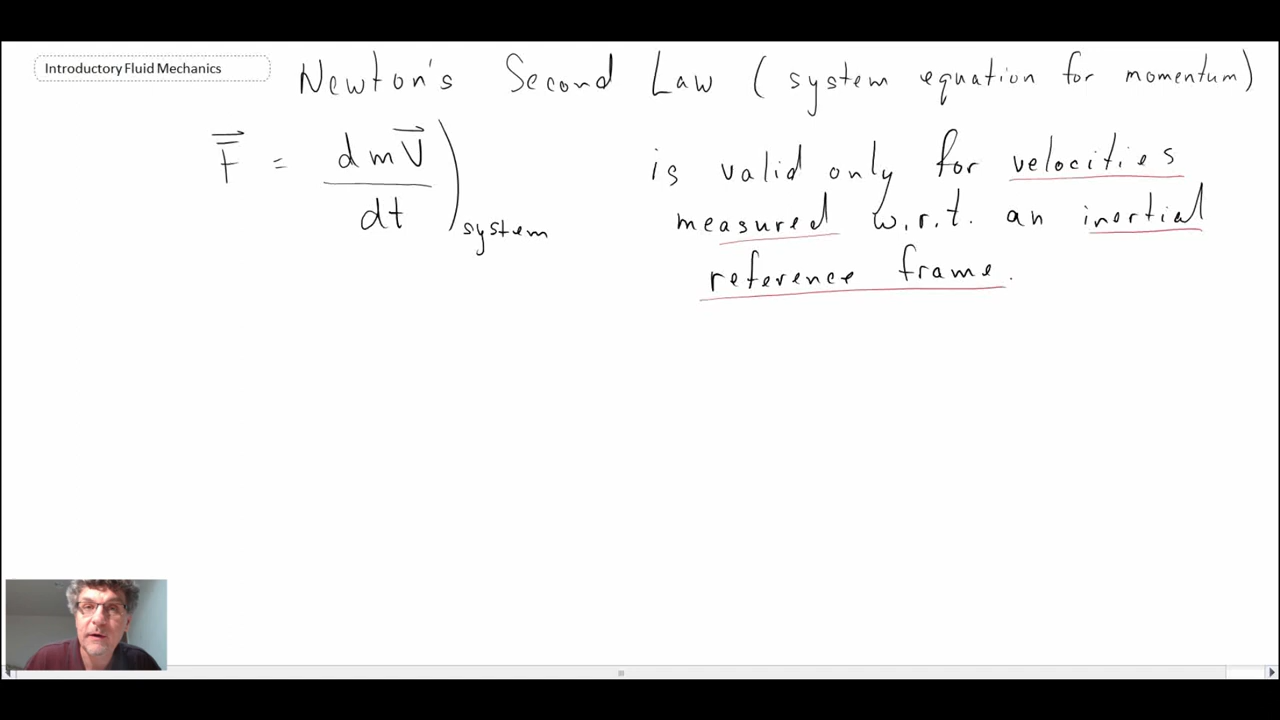 Introductory Fluid Mechanics
Newton's Second Law (system equation for momentum)
F⃗ = d m V⃗ / dt )system
is valid only for velocities
measured w.r.t. an inertial
reference frame.